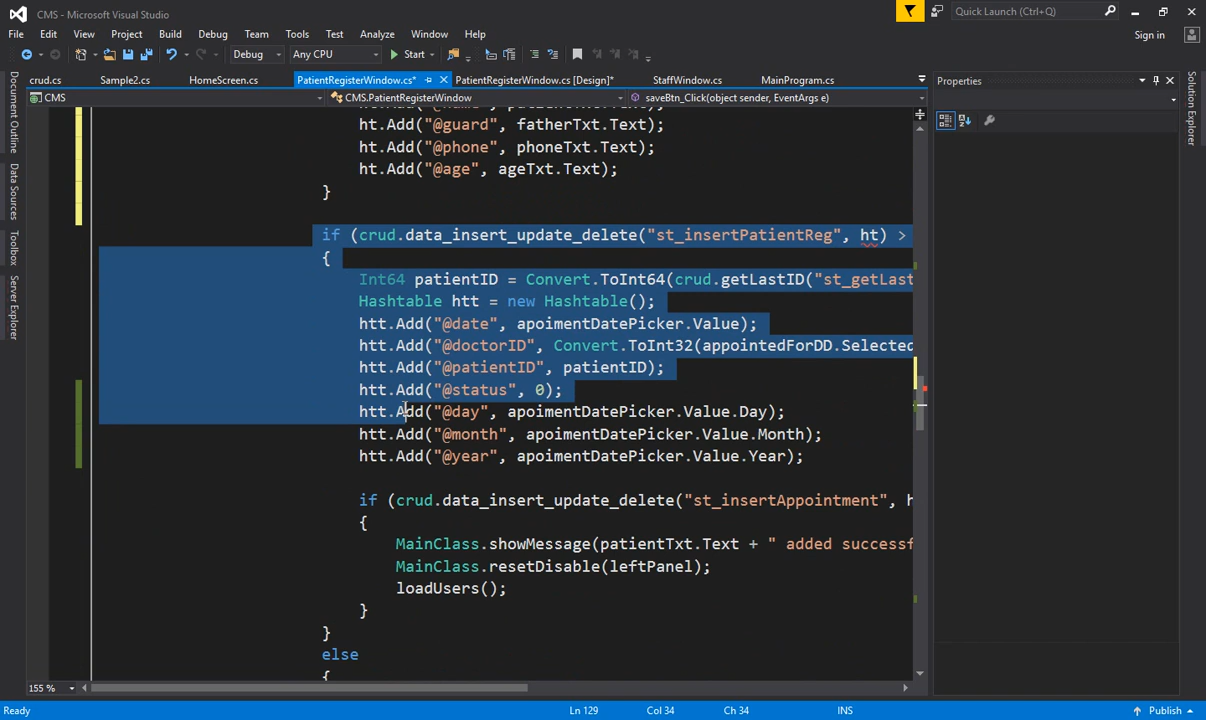 CMS - Microsoft Visual Studio
Quick Launch (Ctrl+Q)
File Edit View Project Build Debug Team Tools Test Analyze Window Help
Sign in
Debug Any CPU Start
crud.cs Sample2.cs HomeScreen.cs PatientRegisterWindow.cs* PatientRegisterWindow.cs [Design]* StaffWindow.cs MainProgram.cs
Properties
CMS CMS.PatientRegisterWindow saveBtn_Click(object sender, EventArgs e)
Document Outline
Data Sources
Toolbox
Server Explorer
Solution Explorer
ht.Add("@guard", fatherTxt.Text);
ht.Add("@phone", phoneTxt.Text);
ht.Add("@age", ageTxt.Text);
}
if (crud.data_insert_update_delete("st_insertPatientReg", ht) >
{
Int64 patientID = Convert.ToInt64(crud.getLastID("st_getLast
Hashtable htt = new Hashtable();
htt.Add("@date", apoimentDatePicker.Value);
htt.Add("@doctorID", Convert.ToInt32(appointedForDD.Selected
htt.Add("@patientID", patientID);
htt.Add("@status", 0);
htt.Add("@day", apoimentDatePicker.Value.Day);
htt.Add("@month", apoimentDatePicker.Value.Month);
htt.Add("@year", apoimentDatePicker.Value.Year);
if (crud.data_insert_update_delete("st_insertAppointment", h
{
MainClass.showMessage(patientTxt.Text + " added successf
MainClass.resetDisable(leftPanel);
loadUsers();
}
}
else
{
155 %
Ready Ln 129 Col 34 Ch 34 INS Publish